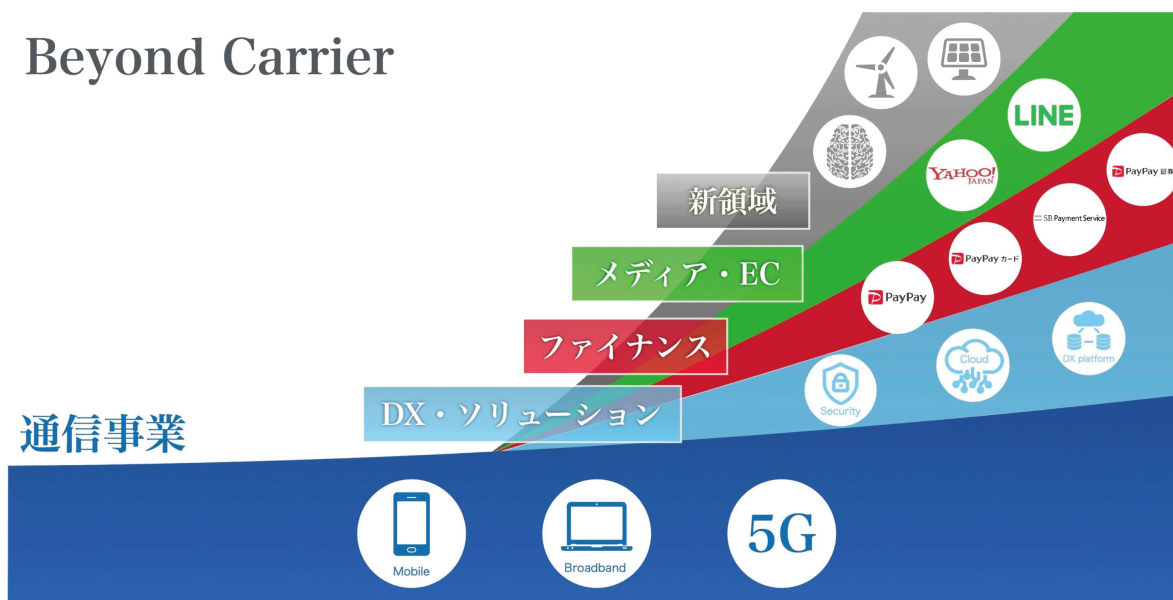 Beyond Carrier
新領域
メディア・EC
ファイナンス
DX・ソリューション
通信事業
LINE
YAHOO!
JAPAN
PayPay 証券
SB Payment Service
PayPay カード
PayPay
DX platform
Cloud
Security
Mobile
Broadband
5G